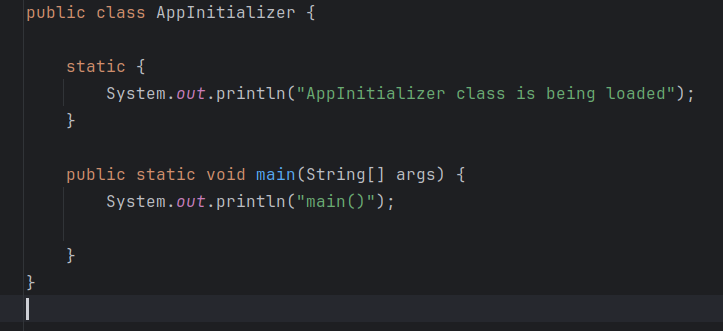 public class AppInitializer {
static {
System.out.println("AppInitializer class is being loaded");
}
public static void main(String[] args) {
System.out.println("main()");
}
}